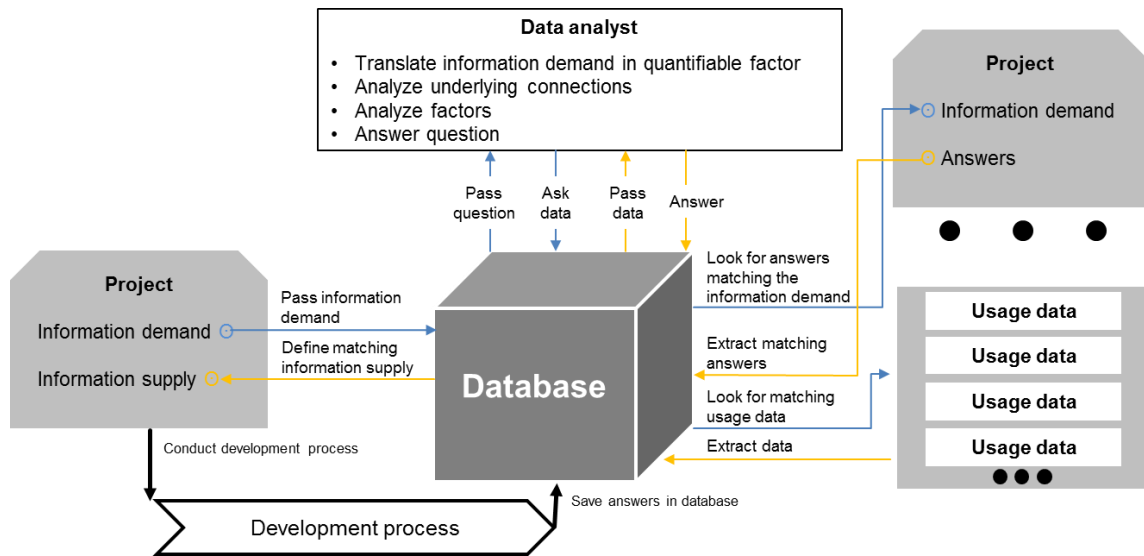 Data analyst
• Translate information demand in quantifiable factor
• Analyze underlying connections
• Analyze factors
• Answer question
Project
Information demand
Answers
Pass
question
Ask
data
Pass
data
Answer
Look for answers
matching the
information demand
Project
Information demand
Information supply
Pass information
demand
Define matching
information supply
Database
Extract matching
answers
Look for matching
usage data
Extract data
Usage data
Usage data
Usage data
Usage data
Conduct development process
Development process
Save answers in database